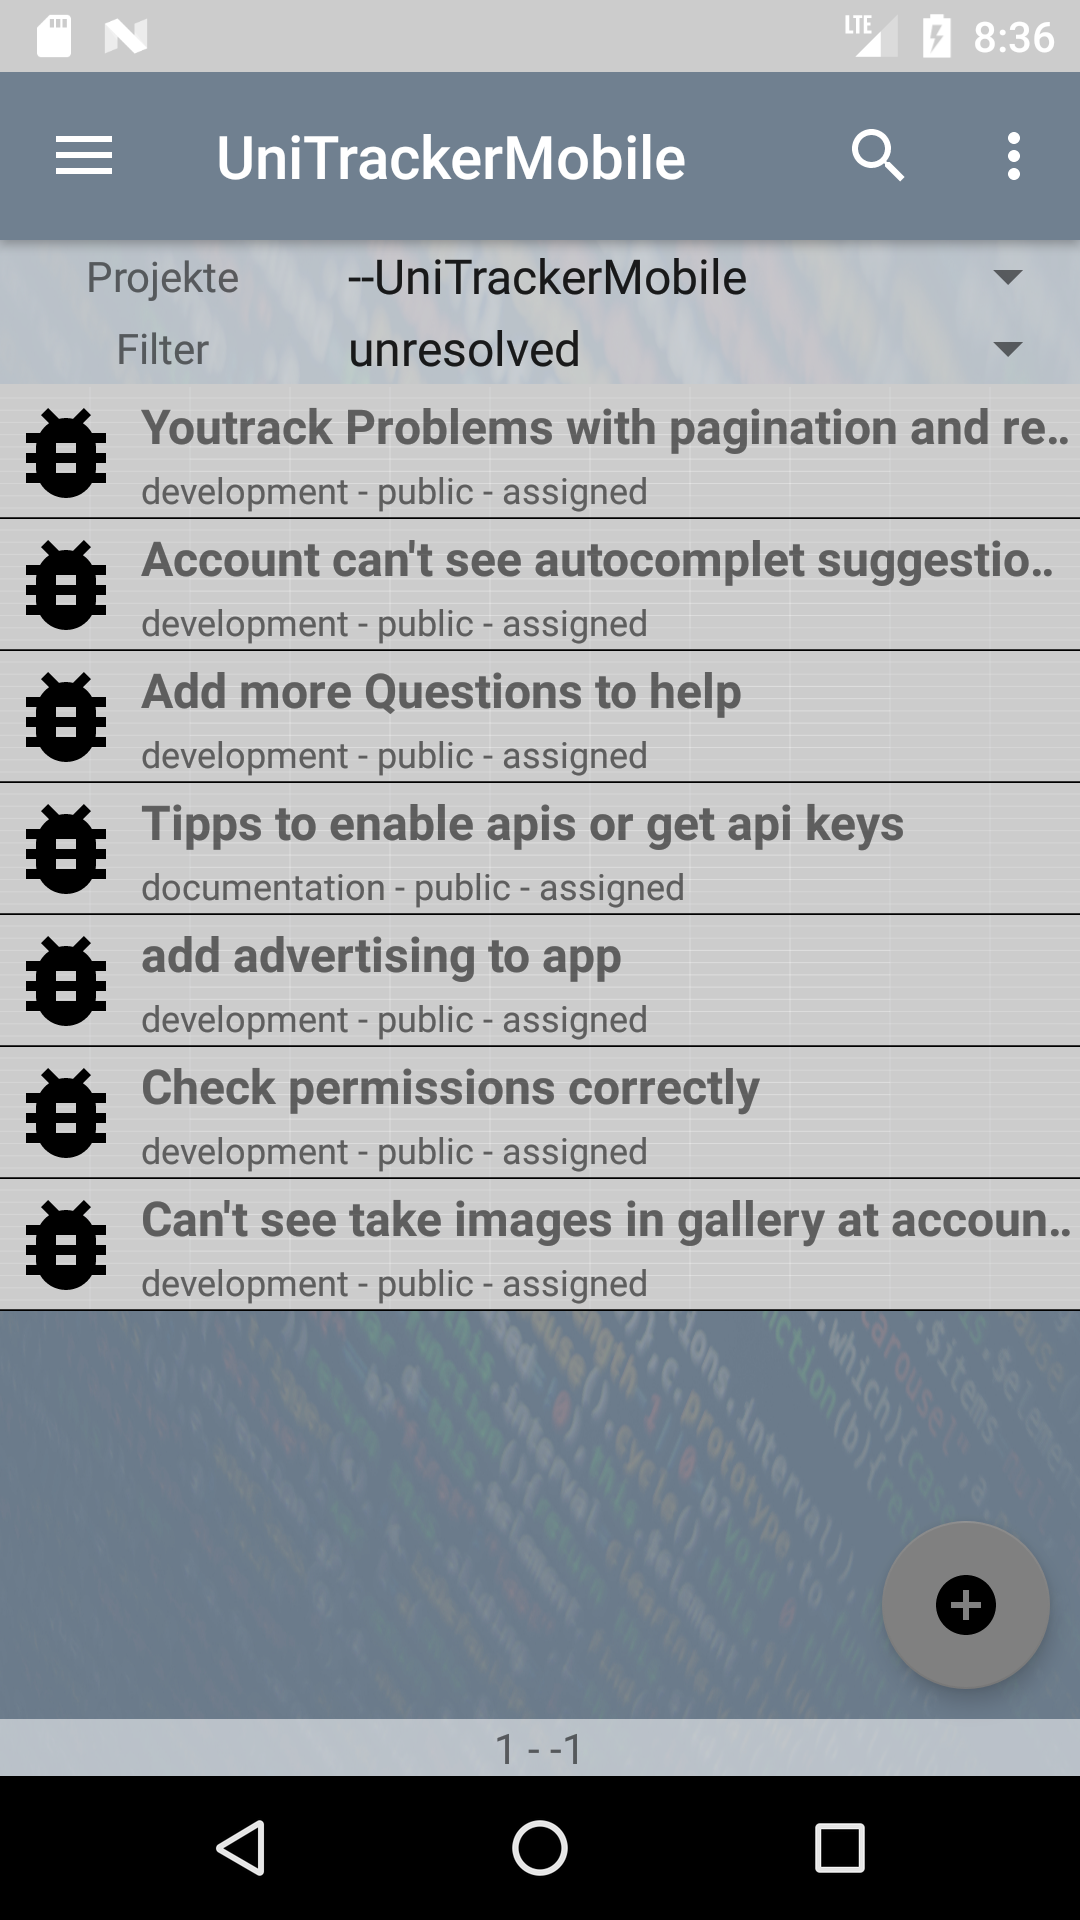 LTE 8:36
UniTrackerMobile
Projekte --UniTrackerMobile
Filter unresolved
Youtrack Problems with pagination and re..
development - public - assigned
Account can't see autocomplet suggestio..
development - public - assigned
Add more Questions to help
development - public - assigned
Tipps to enable apis or get api keys
documentation - public - assigned
add advertising to app
development - public - assigned
Check permissions correctly
development - public - assigned
Can't see take images in gallery at accoun..
development - public - assigned
1 - -1